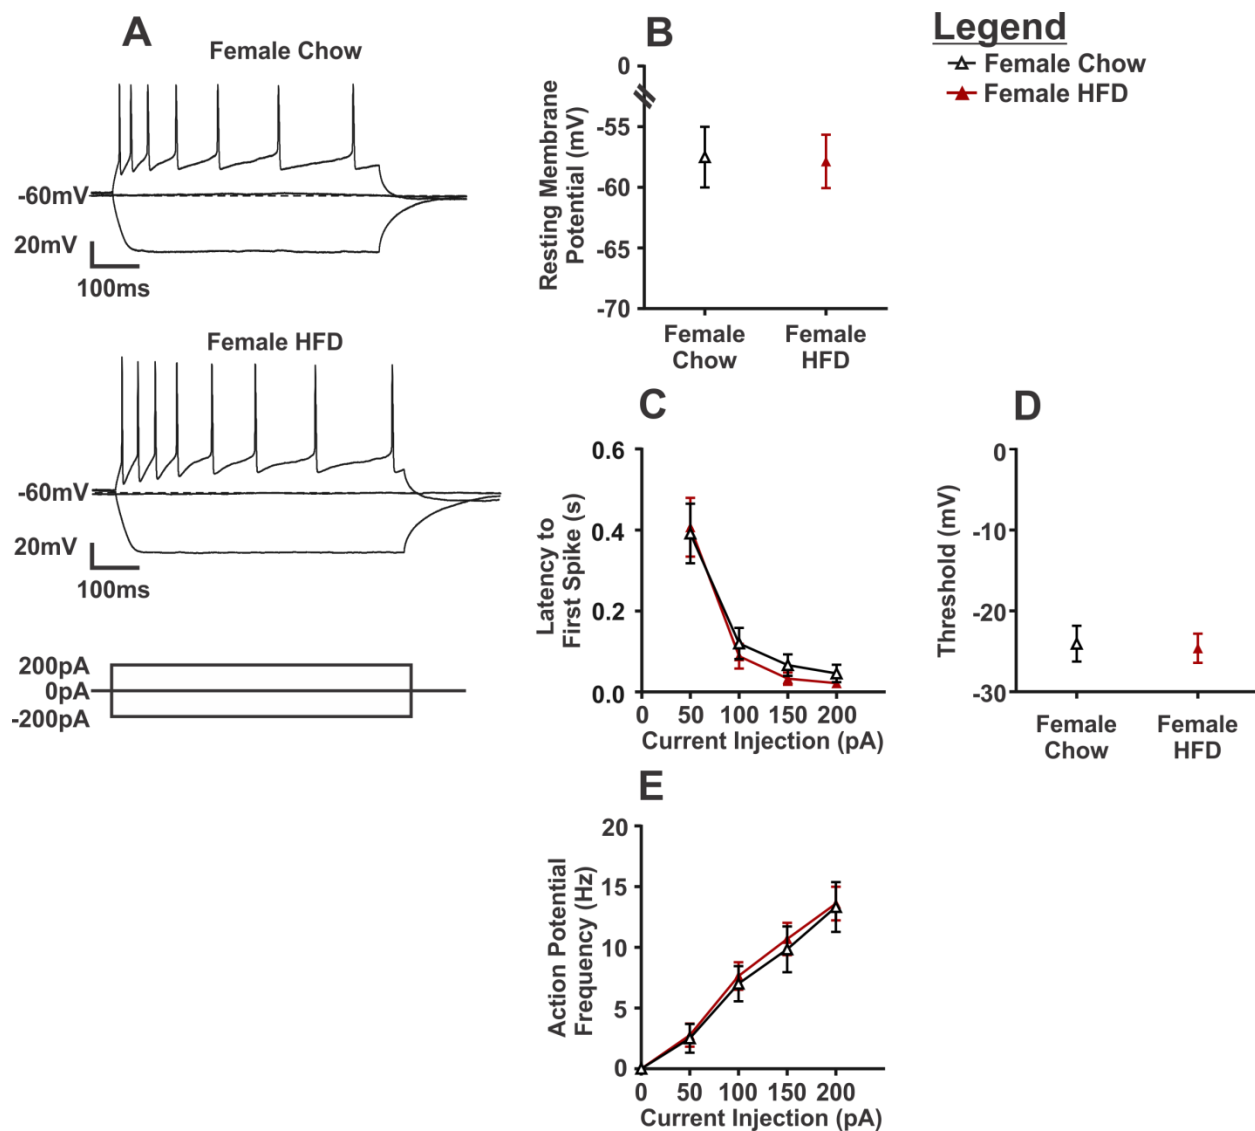 A
Female Chow
-60mV
20mV
100ms
Female HFD
-60mV
20mV
100ms
200pA
0pA
-200pA
B
Resting Membrane
Potential (mV)
0
-55
-60
-65
-70
Female
Chow
Female
HFD
Legend
Female Chow
Female HFD
C
Latency to
First Spike (s)
0.6
0.4
0.2
0.0
0 50 100 150 200
Current Injection (pA)
D
Threshold (mV)
0
-10
-20
-30
Female
Chow
Female
HFD
E
Action Potential
Frequency (Hz)
20
15
10
5
0
0 50 100 150 200
Current Injection (pA)